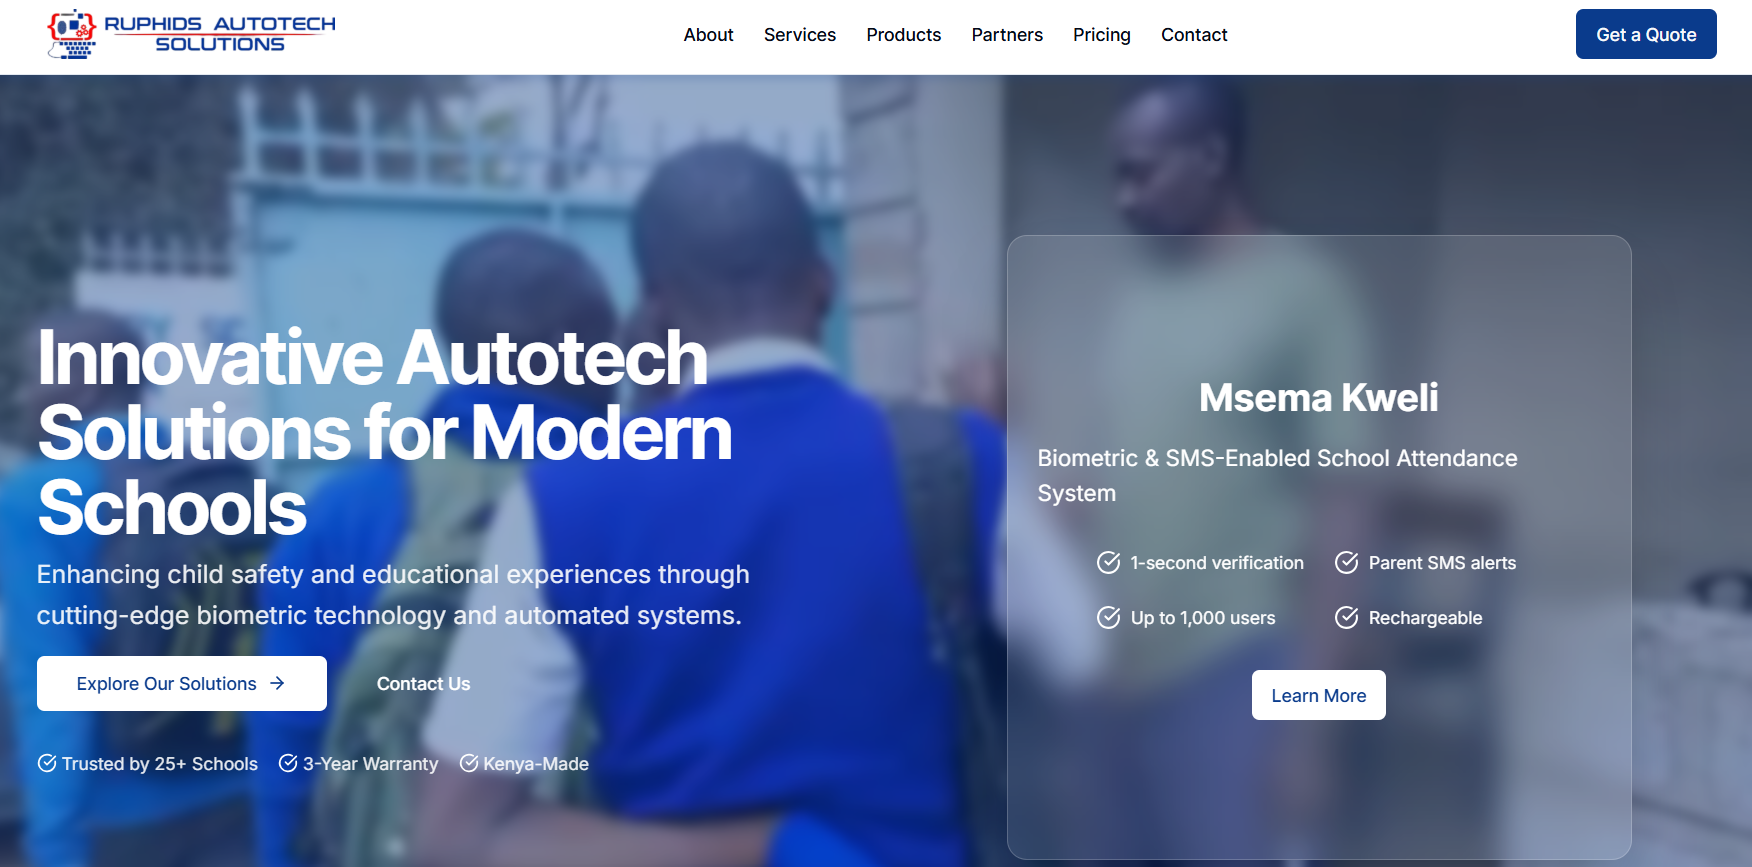 RUPHIDS AUTOTECH
SOLUTIONS
About Services Products Partners Pricing Contact
Get a Quote
Innovative Autotech
Solutions for Modern
Schools
Enhancing child safety and educational experiences through
cutting-edge biometric technology and automated systems.
Explore Our Solutions →
Contact Us
Trusted by 25+ Schools 3-Year Warranty Kenya-Made
Msema Kweli
Biometric & SMS-Enabled School Attendance
System
1-second verification Parent SMS alerts
Up to 1,000 users Rechargeable
Learn More